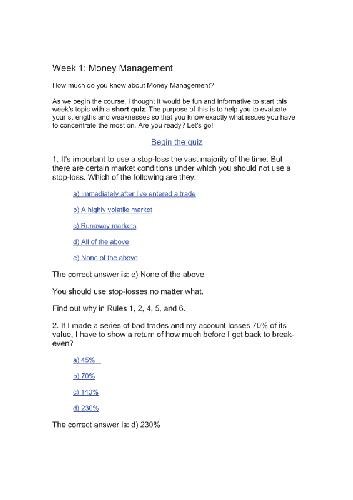 Week 1: Money Management
How much do you know about Money Management?
As we begin the course, I thought it would be fun and informative to start this
week's topic with a short quiz. The purpose of this is to help you to evaluate
your strengths and weaknesses so that you know exactly what issues you have
to concentrate the most on. Are you ready? Let's go!
Begin the quiz
1. It's important to use a stop-loss the vast majority of the time. But
there are certain market conditions under which you should not use a
stop-loss. Which of the following are they:
a) Immediately after I've entered a trade
b) A highly volatile market
c) Runaway markets
d) All of the above
e) None of the above
The correct answer is: e) None of the above
You should use stop-losses no matter what.
Find out why in Rules 1, 2, 4, 5, and 6.
2. If I made a series of bad trades and my account losses 70% of its
value, I have to show a return of how much before I get back to break-
even?
a) 45%
b) 70%
c) 140%
d) 230%
The correct answer is: d) 230%